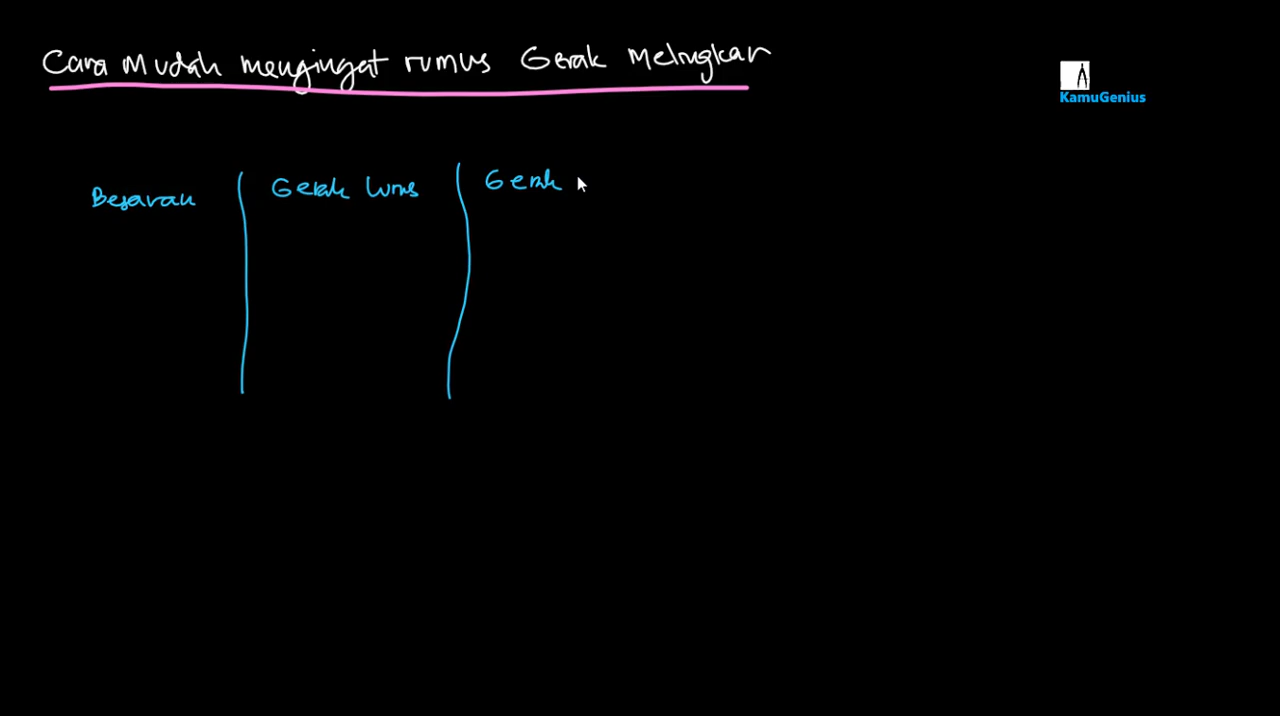 Cara Mudah mengingat rumus Gerak Melingkar
KamuGenius
Besaran Gerak lurus Gerak